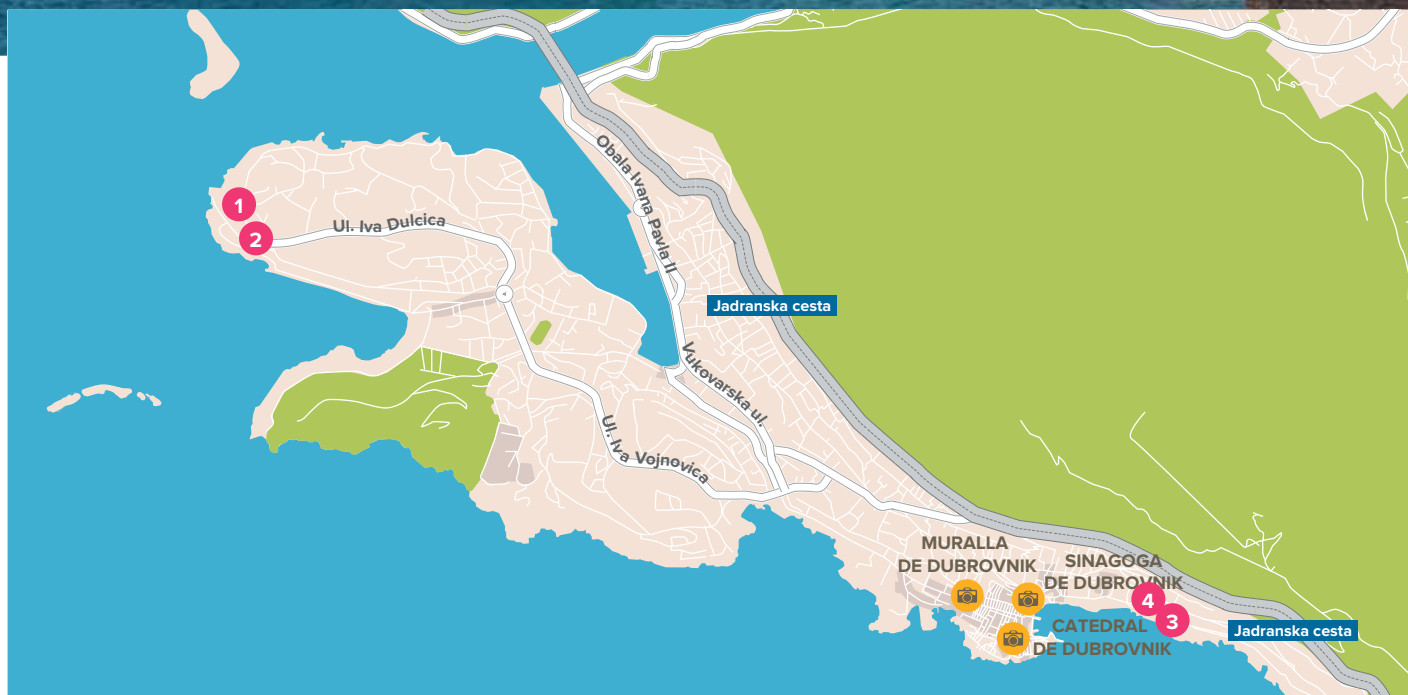 Obala Ivana Pavla II
1
2
Ul. Iva Dulcica
Jadranska cesta
Vukovarska ul.
Ul. Iva Vojnovica
MURALLA
DE DUBROVNIK
SINAGOGA
DE DUBROVNIK
4
3
CATEDRAL
DE DUBROVNIK
Jadranska cesta